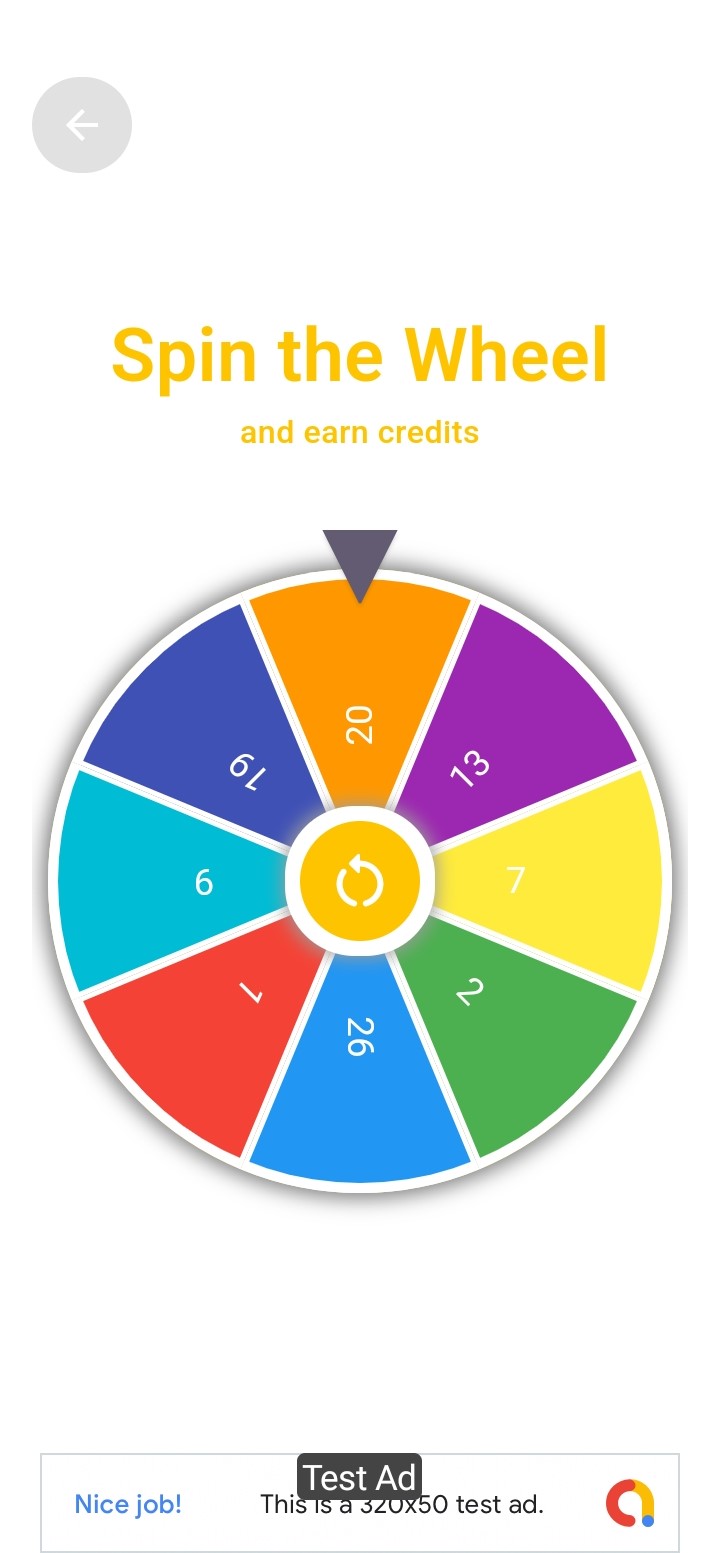 Spin the Wheel
and earn credits
20
13
7
2
26
1
9
19
Test Ad
Nice job!
This is a 320x50 test ad.